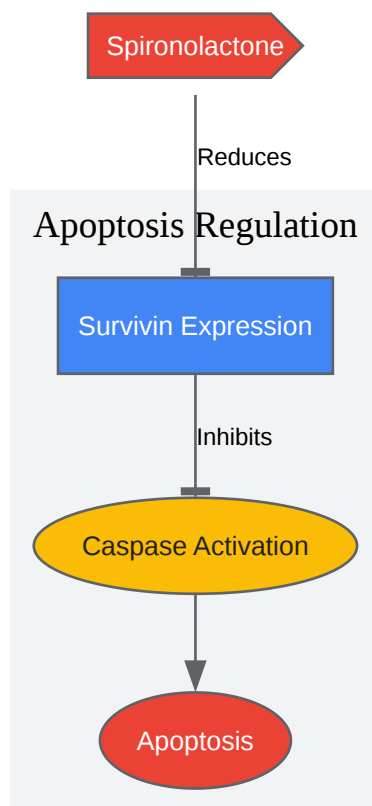 Spironolactone
Reduces
Apoptosis Regulation
Survivin Expression
Inhibits
Caspase Activation
Apoptosis